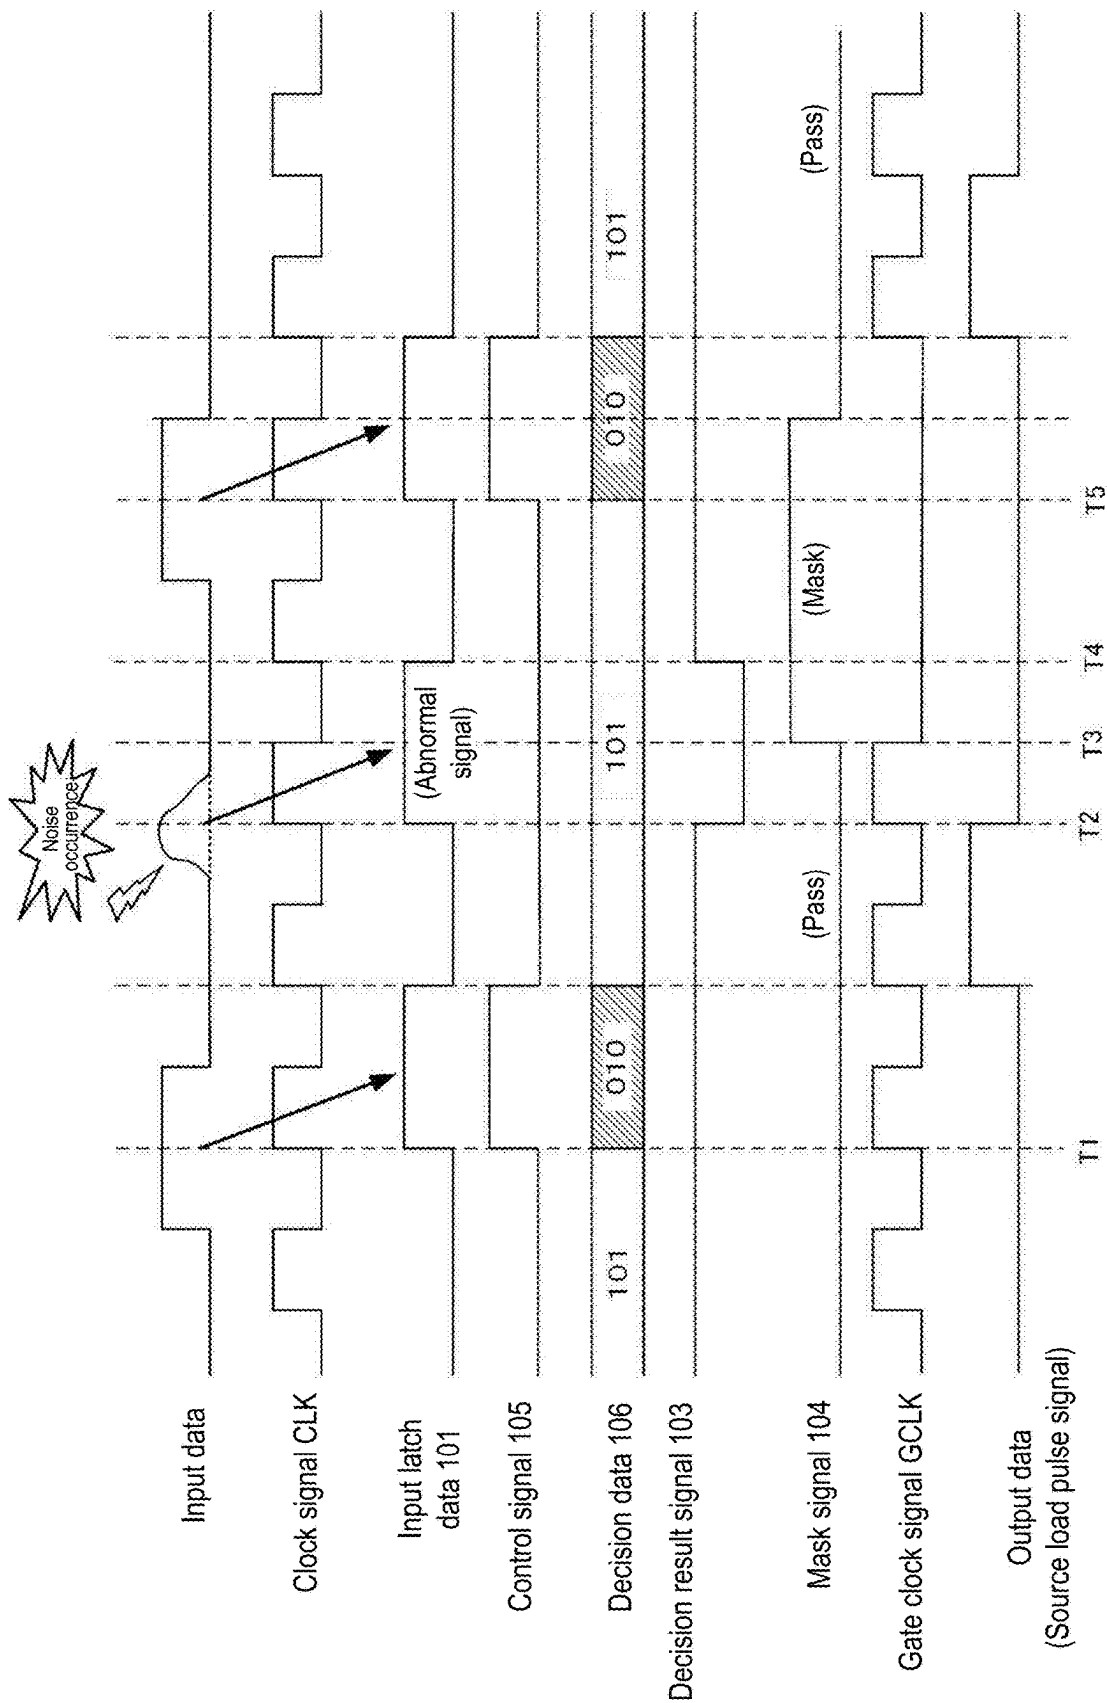 Noise
occurrence
Input data
Clock signal CLK
Input latch
data 101
(Abnormal
signal)
Control signal 105
Decision data 106
101
010
101
010
101
Decision result signal 103
Mask signal 104
(Pass)
(Mask)
(Pass)
Gate clock signal GCLK
Output data
(Source load pulse signal)
T1
T2
T3
T4
T5